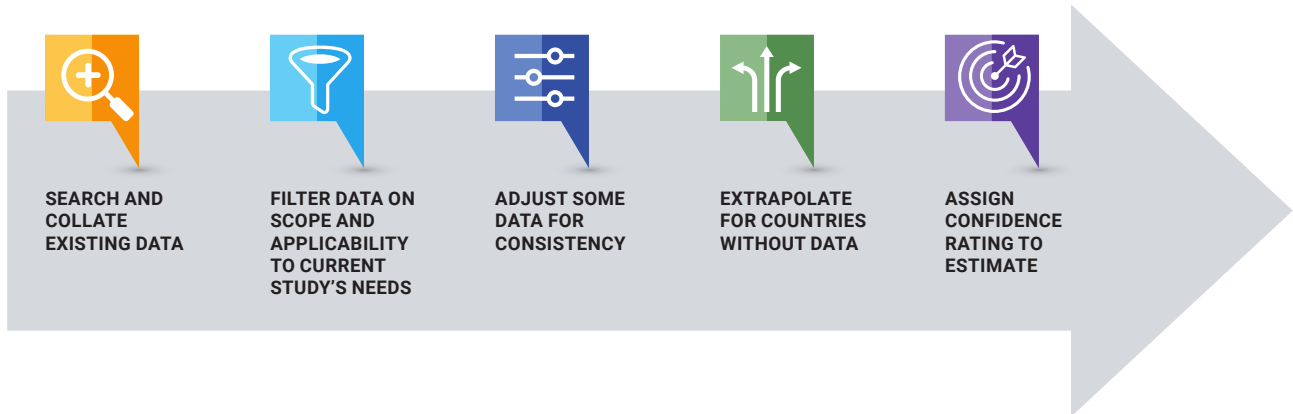 SEARCH AND
COLLATE
EXISTING DATA
FILTER DATA ON
SCOPE AND
APPLICABILITY
TO CURRENT
STUDY'S NEEDS
ADJUST SOME
DATA FOR
CONSISTENCY
EXTRAPOLATE
FOR COUNTRIES
WITHOUT DATA
ASSIGN
CONFIDENCE
RATING TO
ESTIMATE